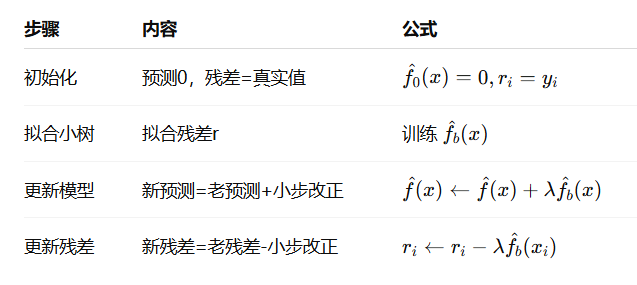 步骤 内容 公式
初始化 预测0，残差=真实值 $\hat{f}_0(x) = 0, r_i = y_i$
拟合小树 拟合残差r 训练 $\hat{f}_b(x)$
更新模型 新预测=老预测+小步改正 $\hat{f}(x) \leftarrow \hat{f}(x) + \lambda \hat{f}_b(x)$
更新残差 新残差=老残差-小步改正 $r_i \leftarrow r_i - \lambda \hat{f}_b(x_i)$